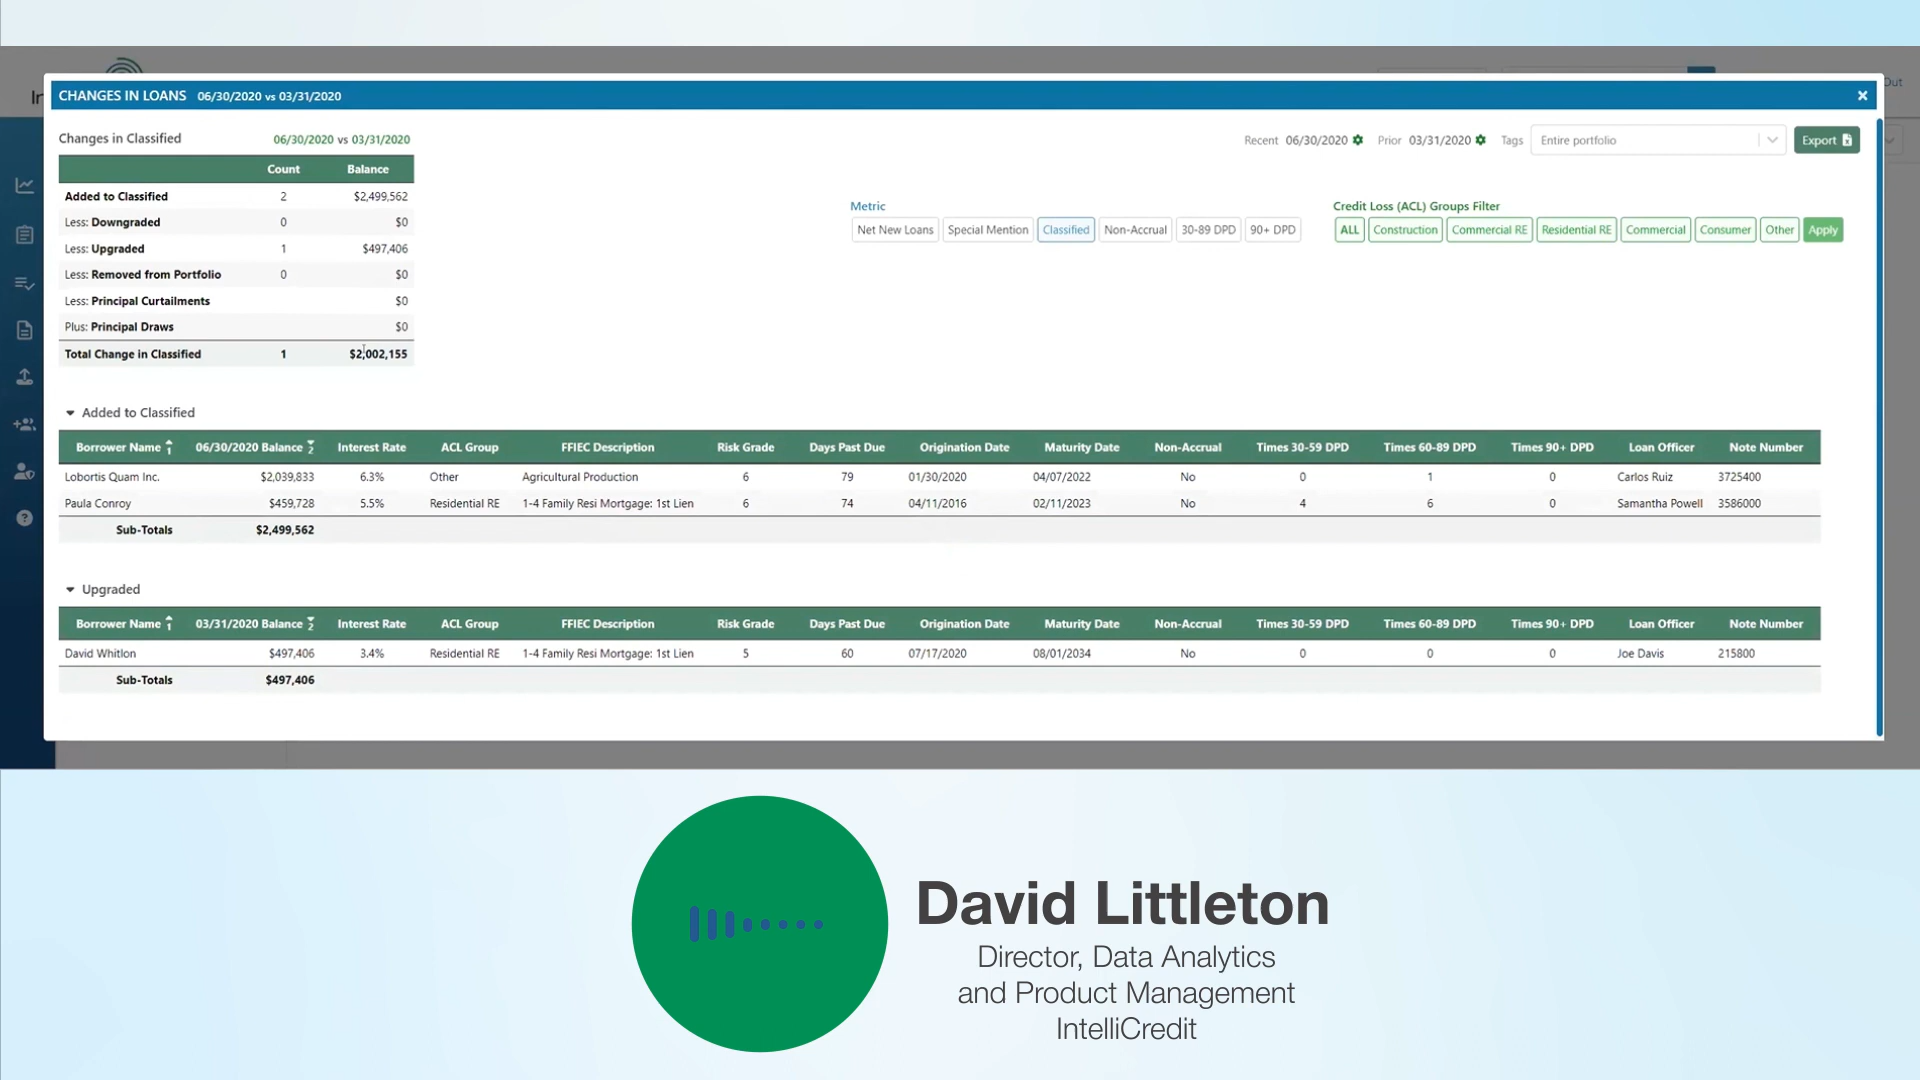 In
Out
CHANGES IN LOANS 06/30/2020 vs 03/31/2020
Changes in Classified 06/30/2020 vs 03/31/2020
Recent 06/30/2020 Prior 03/31/2020 Tags Entire portfolio Export
Count Balance
Added to Classified 2 $2,499,562
Less: Downgraded 0 $0
Less: Upgraded 1 $497,406
Less: Removed from Portfolio 0 $0
Less: Principal Curtailments $0
Plus: Principal Draws $0
Total Change in Classified 1 $2,002,155
Metric
Net New Loans Special Mention Classified Non-Accrual 30-89 DPD 90+ DPD
Credit Loss (ACL) Groups Filter
ALL Construction Commercial RE Residential RE Commercial Consumer Other Apply
Added to Classified
Borrower Name 1 06/30/2020 Balance 2 Interest Rate ACL Group FFIEC Description Risk Grade Days Past Due Origination Date Maturity Date Non-Accrual Times 30-59 DPD Times 60-89 DPD Times 90+ DPD Loan Officer Note Number
Lobortis Quam Inc. $2,039,833 6.3% Other Agricultural Production 6 79 01/30/2020 04/07/2022 No 0 1 0 Carlos Ruiz 3725400
Paula Conroy $459,728 5.5% Residential RE 1-4 Family Resi Mortgage: 1st Lien 6 74 04/11/2016 02/11/2023 No 4 6 0 Samantha Powell 3586000
Sub-Totals $2,499,562
Upgraded
Borrower Name 1 03/31/2020 Balance 2 Interest Rate ACL Group FFIEC Description Risk Grade Days Past Due Origination Date Maturity Date Non-Accrual Times 30-59 DPD Times 60-89 DPD Times 90+ DPD Loan Officer Note Number
David Whitlon $497,406 3.4% Residential RE 1-4 Family Resi Mortgage: 1st Lien 5 60 07/17/2020 08/01/2034 No 0 0 0 Joe Davis 215800
Sub-Totals $497,406
David Littleton
Director, Data Analytics
and Product Management
IntelliCredit